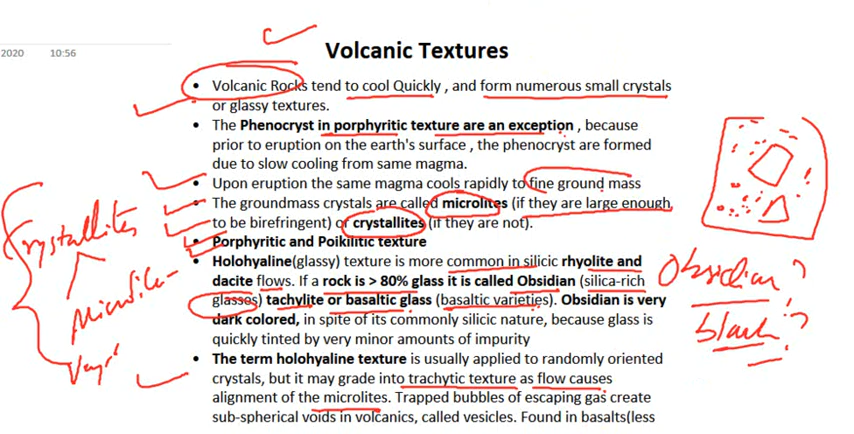 2020 10:56
Volcanic Textures
• Volcanic Rocks tend to cool Quickly , and form numerous small crystals
or glassy textures.
• The Phenocryst in porphyritic texture are an exception , because
prior to eruption on the earth's surface , the phenocryst are formed
due to slow cooling from same magma.
• Upon eruption the same magma cools rapidly to fine ground mass
• The groundmass crystals are called microlites (if they are large enough
to be birefringent) or crystallites (if they are not).
• Porphyritic and Poikilitic texture
• Holohyaline(glassy) texture is more common in silicic rhyolite and
dacite flows. If a rock is > 80% glass it is called Obsidian (silica-rich
glasses) tachylite or basaltic glass (basaltic varieties). Obsidian is very
dark colored, in spite of its commonly silicic nature, because glass is
quickly tinted by very minor amounts of impurity
• The term holohyaline texture is usually applied to randomly oriented
crystals, but it may grade into trachytic texture as flow causes
alignment of the microlites. Trapped bubbles of escaping gas create
sub-spherical voids in volcanics, called vesicles. Found in basalts(less
Crystallites
Obsidian ?
black ?